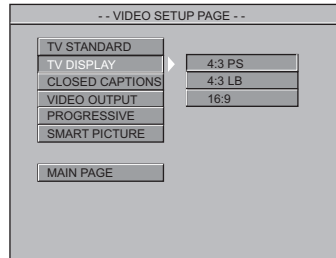 - - VIDEO SETUP PAGE - -
TV STANDARD
TV DISPLAY
CLOSED CAPTIONS
VIDEO OUTPUT
PROGRESSIVE
SMART PICTURE
MAIN PAGE
4:3 PS
4:3 LB
16:9